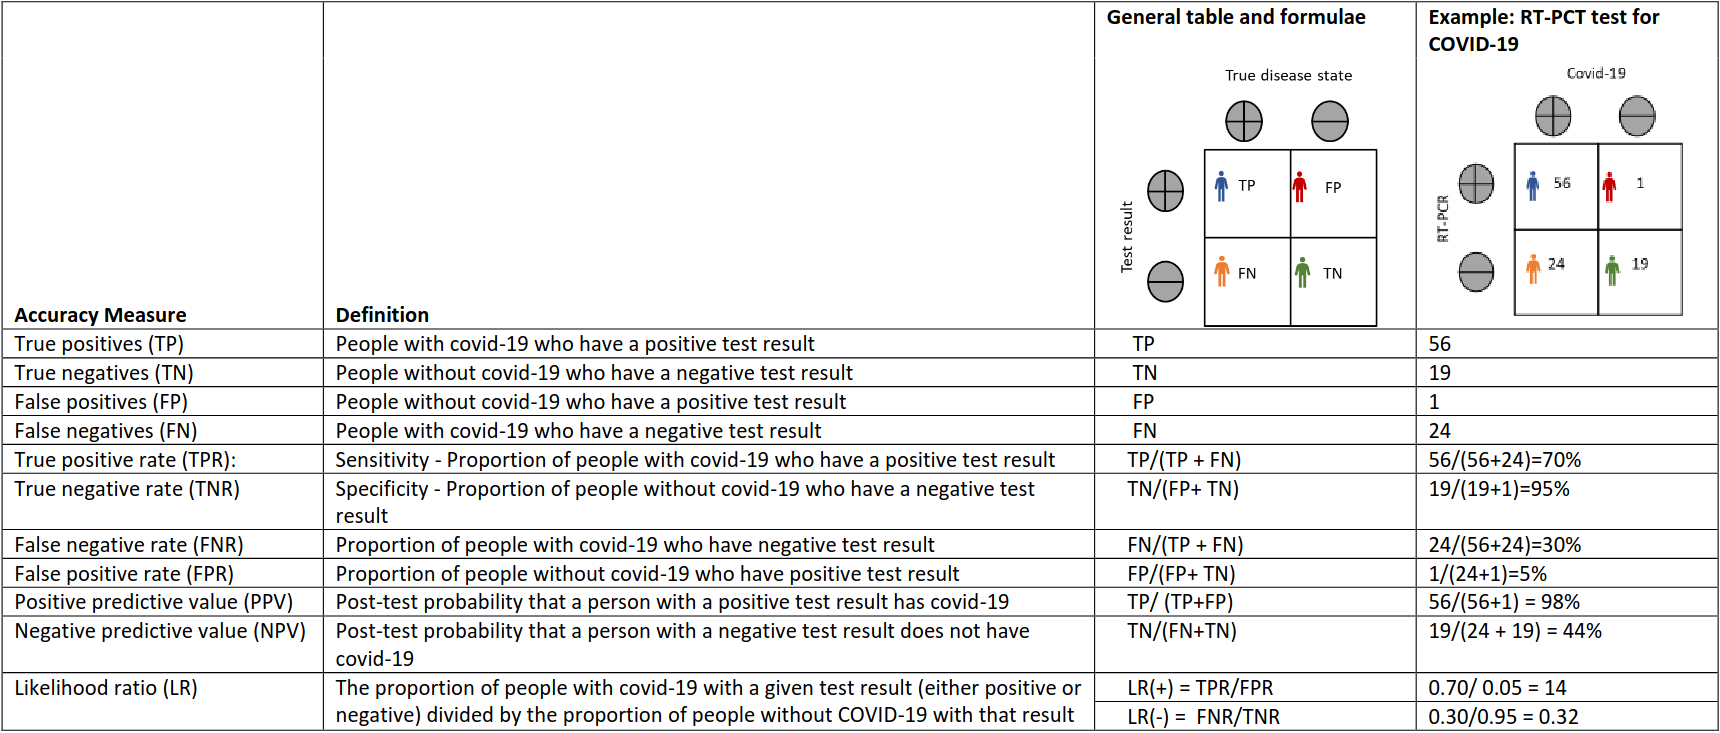 General table and formulae
Example: RT-PCT test for
COVID-19
True disease state
Covid-19
TP
FP
56
1
Test result
RT-PCR
FN
TN
24
19
Accuracy Measure
Definition
True positives (TP)
People with covid-19 who have a positive test result
TP
56
True negatives (TN)
People without covid-19 who have a negative test result
TN
19
False positives (FP)
People without covid-19 who have a positive test result
FP
1
False negatives (FN)
People with covid-19 who have a negative test result
FN
24
True positive rate (TPR):
Sensitivity - Proportion of people with covid-19 who have a positive test result
TP/(TP + FN)
56/(56+24)=70%
True negative rate (TNR)
Specificity - Proportion of people without covid-19 who have a negative test
result
TN/(FP+ TN)
19/(19+1)=95%
False negative rate (FNR)
Proportion of people with covid-19 who have negative test result
FN/(TP + FN)
24/(56+24)=30%
False positive rate (FPR)
Proportion of people without covid-19 who have positive test result
FP/(FP+ TN)
1/(24+1)=5%
Positive predictive value (PPV)
Post-test probability that a person with a positive test result has covid-19
TP/ (TP+FP)
56/(56+1) = 98%
Negative predictive value (NPV)
Post-test probability that a person with a negative test result does not have
covid-19
TN/(FN+TN)
19/(24 + 19) = 44%
Likelihood ratio (LR)
The proportion of people with covid-19 with a given test result (either positive or
negative) divided by the proportion of people without COVID-19 with that result
LR(+) = TPR/FPR
0.70/ 0.05 = 14
LR(-) = FNR/TNR
0.30/0.95 = 0.32